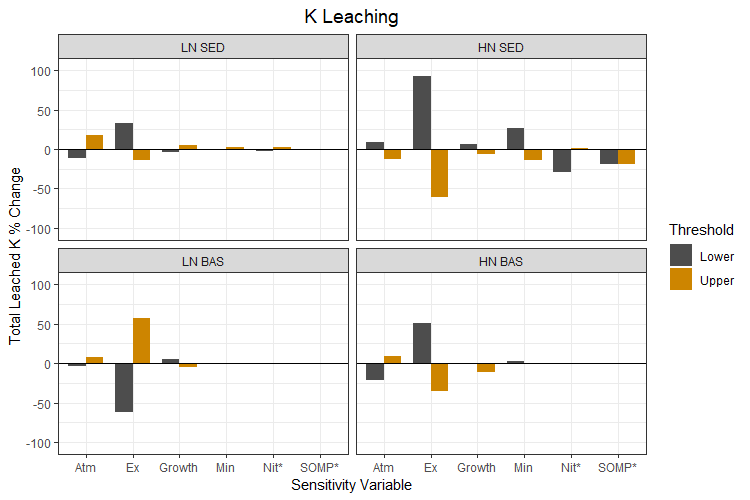 K Leaching
LN SED
HN SED
100
50
0
-50
-100
LN BAS
HN BAS
100
50
0
-50
-100
Total Leached K % Change
Atm Ex Growth Min Nit* SOMP*
Atm Ex Growth Min Nit* SOMP*
Sensitivity Variable
Threshold
Lower
Upper